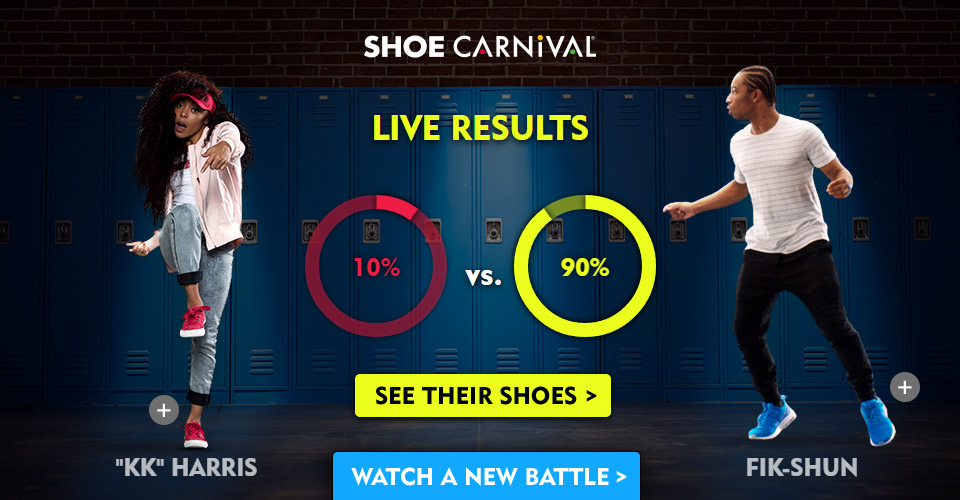 SHOE CARNiVAL
LIVE RESULTS
10%
vs.
90%
SEE THEIR SHOES >
"KK" HARRIS
FIK-SHUN
WATCH A NEW BATTLE >